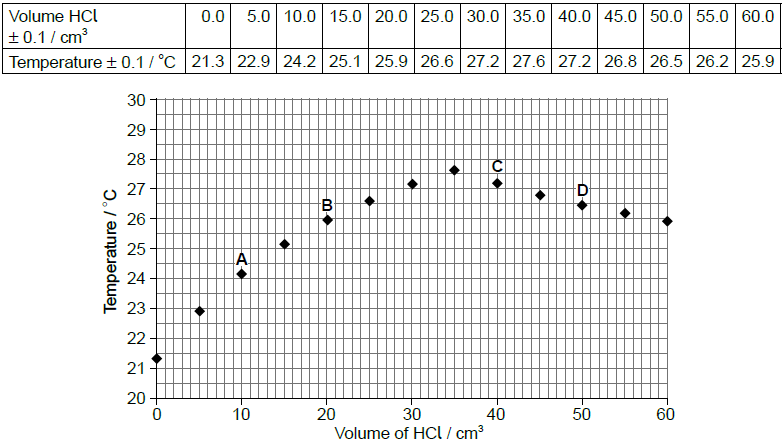 Volume HCl 0.0 5.0 10.0 15.0 20.0 25.0 30.0 35.0 40.0 45.0 50.0 55.0 60.0
± 0.1 / cm³
Temperature ± 0.1 / °C 21.3 22.9 24.2 25.1 25.9 26.6 27.2 27.6 27.2 26.8 26.5 26.2 25.9
30
29
28
27
26
25
24
23
22
21
20
Temperature / °C
A
B
C
D
0 10 20 30 40 50 60
Volume of HCl / cm³